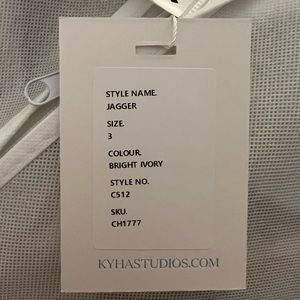 STYLE NAME.
JAGGER
SIZE.
3
COLOUR.
BRIGHT IVORY
STYLE NO.
C512
SKU.
CH1777
KYHASTUDIOS.COM